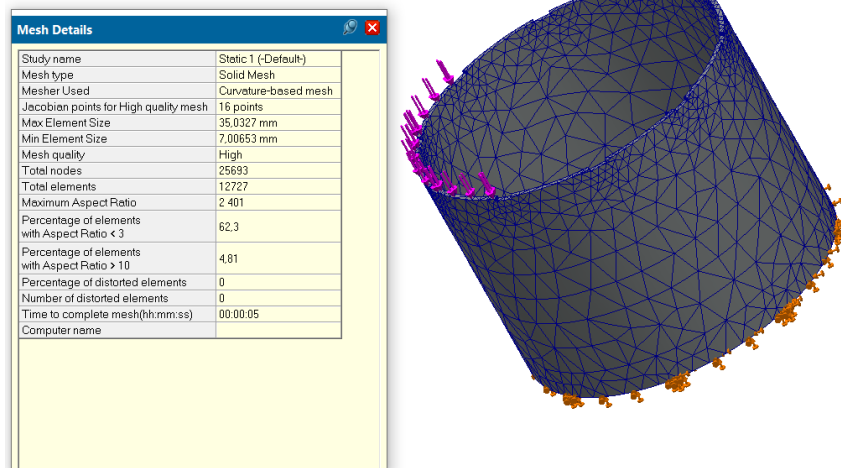 Mesh Details
Study name Static 1 (-Default-)
Mesh type Solid Mesh
Mesher Used Curvature-based mesh
Jacobian points for High quality mesh 16 points
Max Element Size 35,0327 mm
Min Element Size 7,00653 mm
Mesh quality High
Total nodes 25693
Total elements 12727
Maximum Aspect Ratio 2 401
Percentage of elements
with Aspect Ratio < 3 62,3
Percentage of elements
with Aspect Ratio > 10 4,81
Percentage of distorted elements 0
Number of distorted elements 0
Time to complete mesh(hh:mm:ss) 00:00:05
Computer name